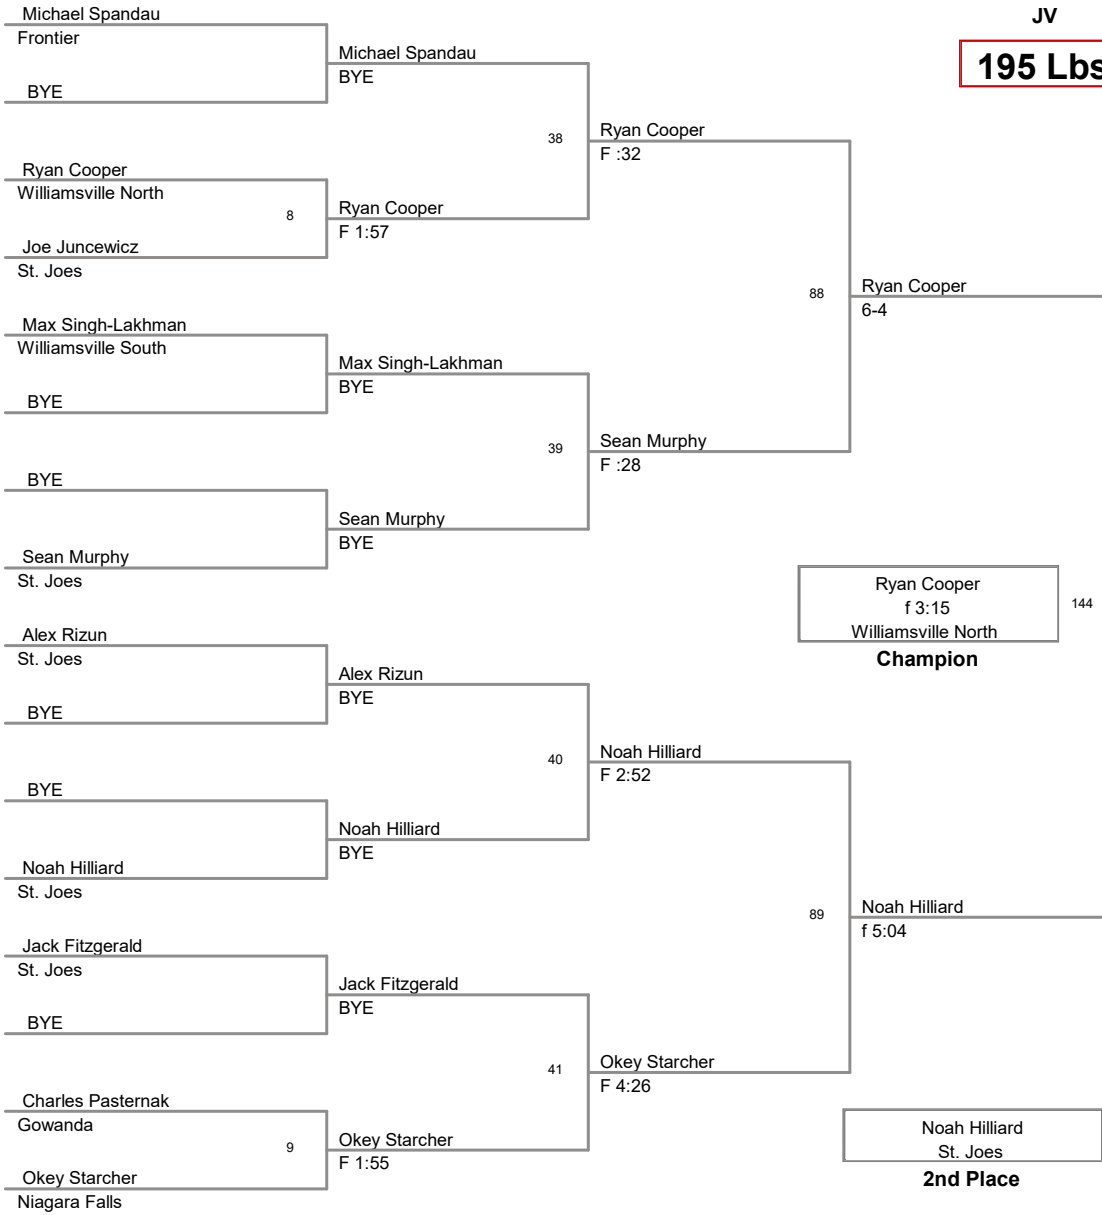 Michael Spandau
Frontier
BYE
Ryan Cooper
Williamsville North
8
Joe Juncewicz
St. Joes
Max Singh-Lakhman
Williamsville South
BYE
BYE
Sean Murphy
St. Joes
Alex Rizun
St. Joes
BYE
BYE
Noah Hilliard
St. Joes
Jack Fitzgerald
St. Joes
BYE
Charles Pasternak
Gowanda
9
Okey Starcher
Niagara Falls
Michael Spandau
BYE
38
Ryan Cooper
F 1:57
Max Singh-Lakhman
BYE
39
Sean Murphy
BYE
Alex Rizun
BYE
40
Noah Hilliard
BYE
Jack Fitzgerald
BYE
41
Okey Starcher
F 1:55
Ryan Cooper
F :32
88
Sean Murphy
F :28
Noah Hilliard
F 2:52
89
Okey Starcher
F 4:26
JV
195 Lbs
Ryan Cooper
6-4
Ryan Cooper
f 3:15
Williamsville North
144
Champion
Noah Hilliard
f 5:04
Noah Hilliard
St. Joes
2nd Place